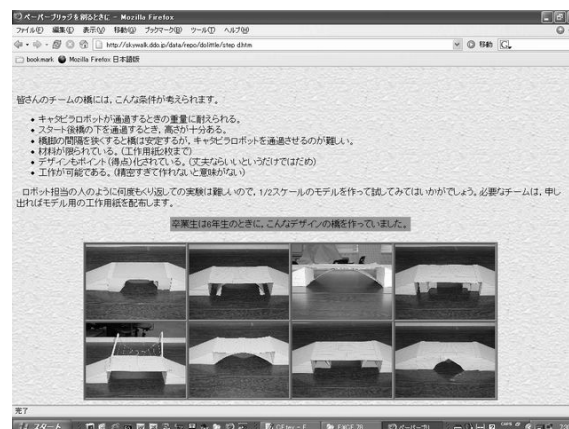 ペーパーブリッジを創るときに - Mozilla Firefox
ファイル(F) 編集(E) 表示(V) 移動(G) ブックマーク(B) ツール(T) ヘルプ(H)
移動
bookmark Mozilla Firefox 日本語版
皆さんのチームの橋には、こんな条件が考えられます。
• キャタピラロボットが通過するときの重量に耐えられる。
• スタート後橋の下を通過するとき、高さが十分ある。
• 橋脚の間隔を狭くすると橋は安定するが、キャタピラロボットを通過させるのが難しい。
• 材料が限られている。(工作用紙2枚まで)
• デザインもポイント(得点)化されている。(丈夫ならいいというだけではだめ)
• 工作が可能である。(精密すぎて作れないと意味がない)
ロボット担当の人のように何度もくり返しての実験は難しいので、1/2スケールのモデルを作って試してみてはいかがでしょう。必要なチームは、申し
出ればモデル用の工作用紙を配布します。
卒業生は6年生のときに、こんなデザインの橋を作っていました。
完了
スタート